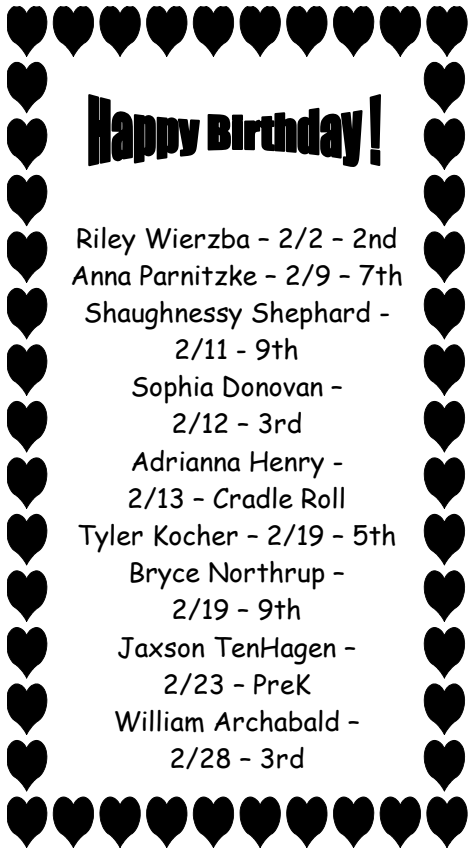 Happy Birthday!
Riley Wierzba – 2/2 – 2nd
Anna Parnitzke – 2/9 – 7th
Shaughnessy Shephard -
2/11 - 9th
Sophia Donovan –
2/12 – 3rd
Adrianna Henry -
2/13 – Cradle Roll
Tyler Kocher – 2/19 – 5th
Bryce Northrup –
2/19 – 9th
Jaxson TenHagen –
2/23 – PreK
William Archabald –
2/28 – 3rd